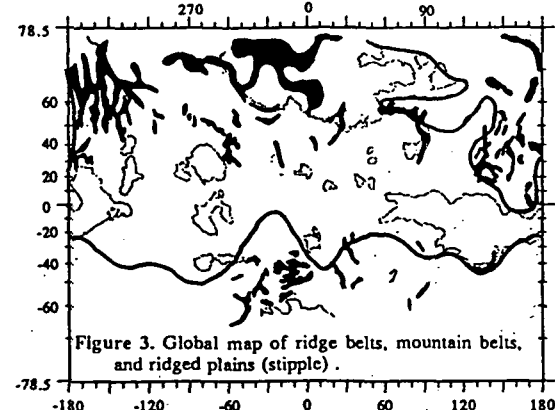 270 0 90
78.5
60
40
20
0
-20
-40
-60
Figure 3. Global map of ridge belts, mountain belts,
and ridged plains (stipple) .
-78.5
-180 -120 -60 0 60 120 180